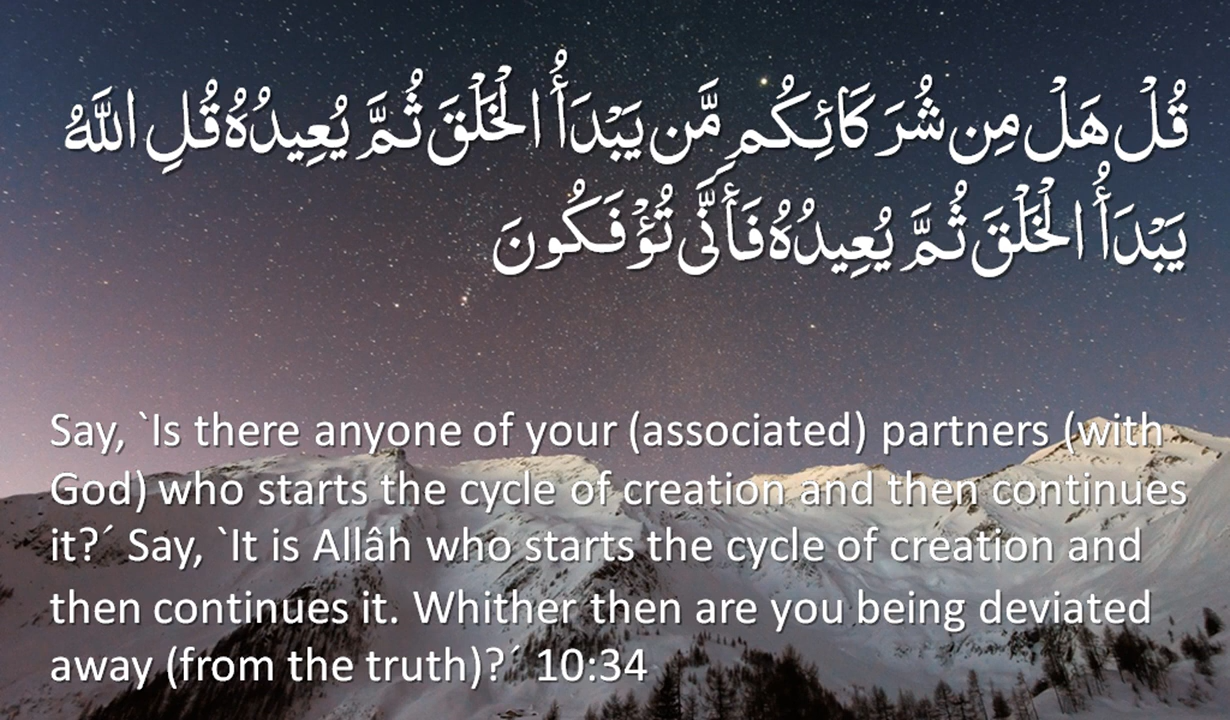 قُلْ هَلْ مِن شُرَكَائِكُم مَّن يَبْدَأُ الْخَلْقَ ثُمَّ يُعِيدُهُ قُلِ اللَّهُ
يَبْدَأُ الْخَلْقَ ثُمَّ يُعِيدُهُ فَأَنَّى تُؤْفَكُونَ
Say, `Is there anyone of your (associated) partners (with
God) who starts the cycle of creation and then continues
it?´ Say, `It is Allâh who starts the cycle of creation and
then continues it. Whither then are you being deviated
away (from the truth)?´ 10:34